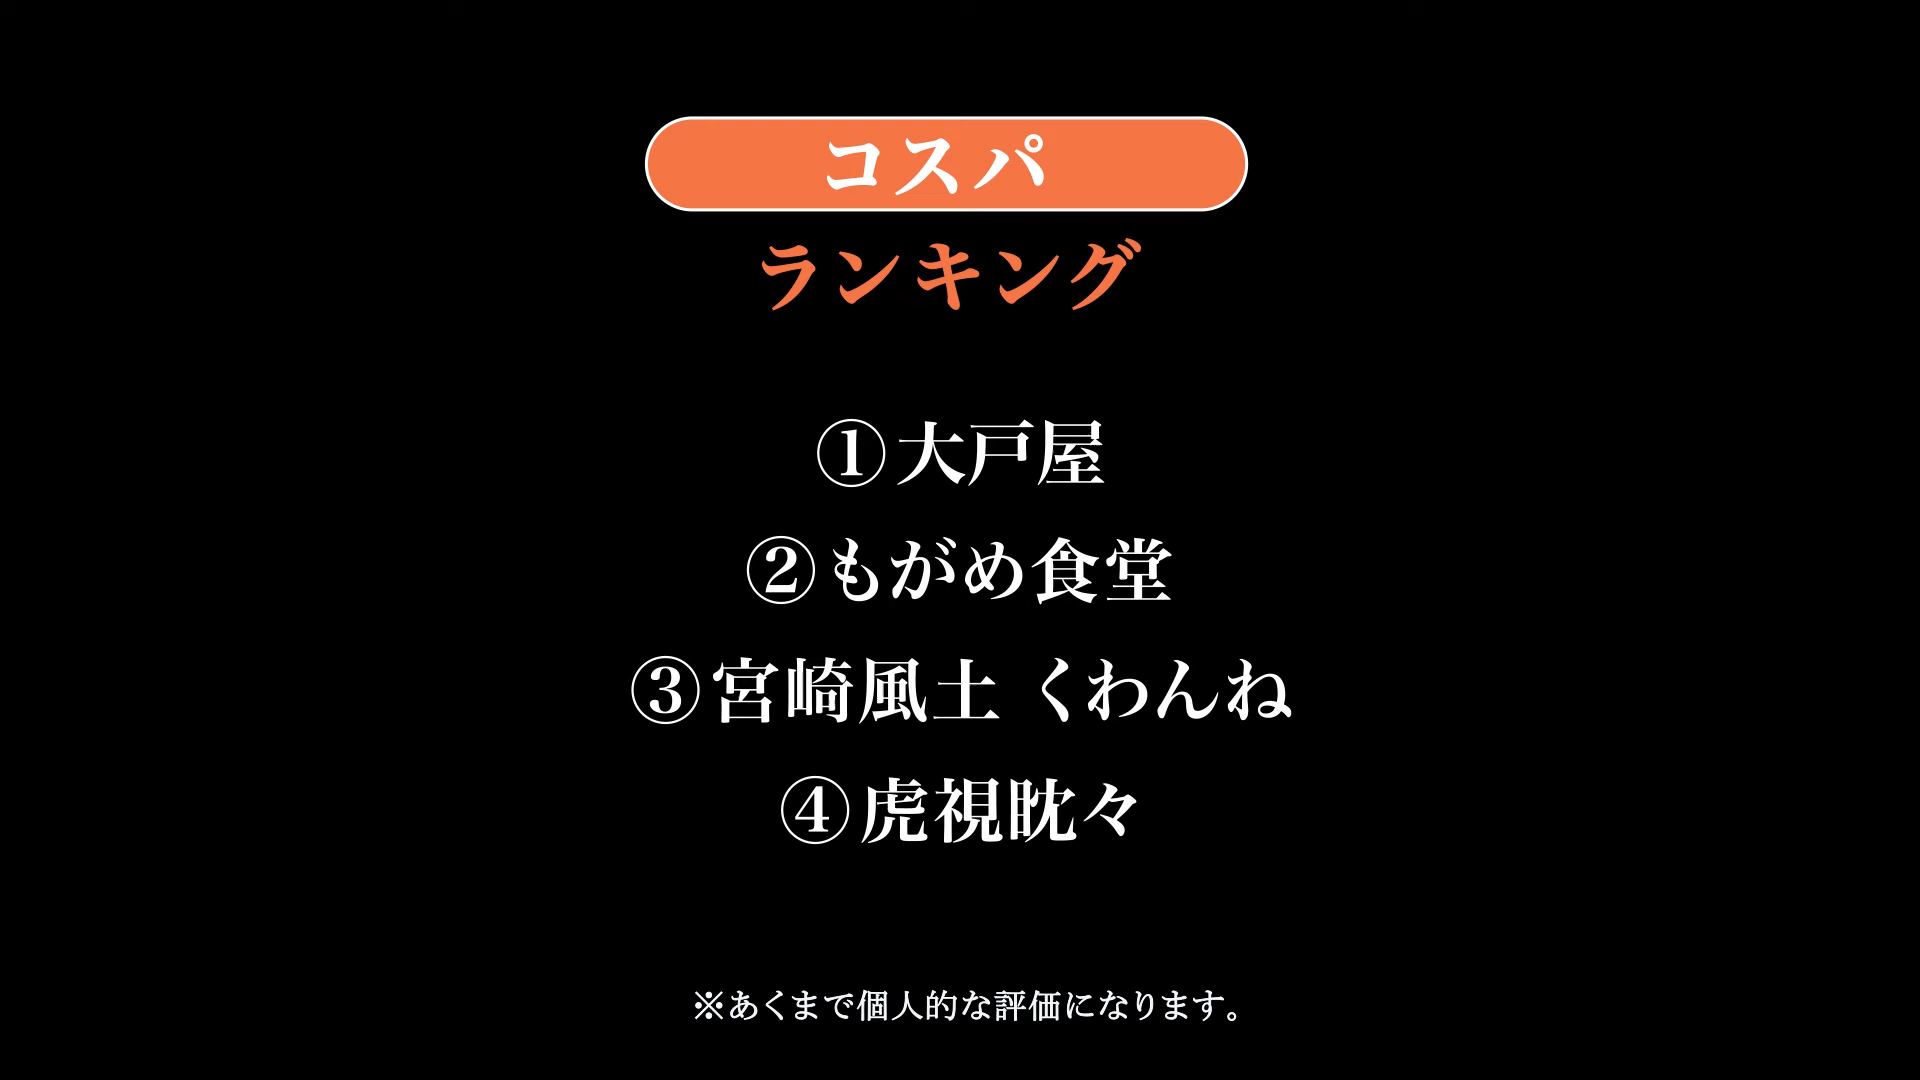 コスパ
ランキング
①大戸屋
②もがめ食堂
③宮崎風土 くわんね
④虎視眈々
※あくまで個人的な評価になります。